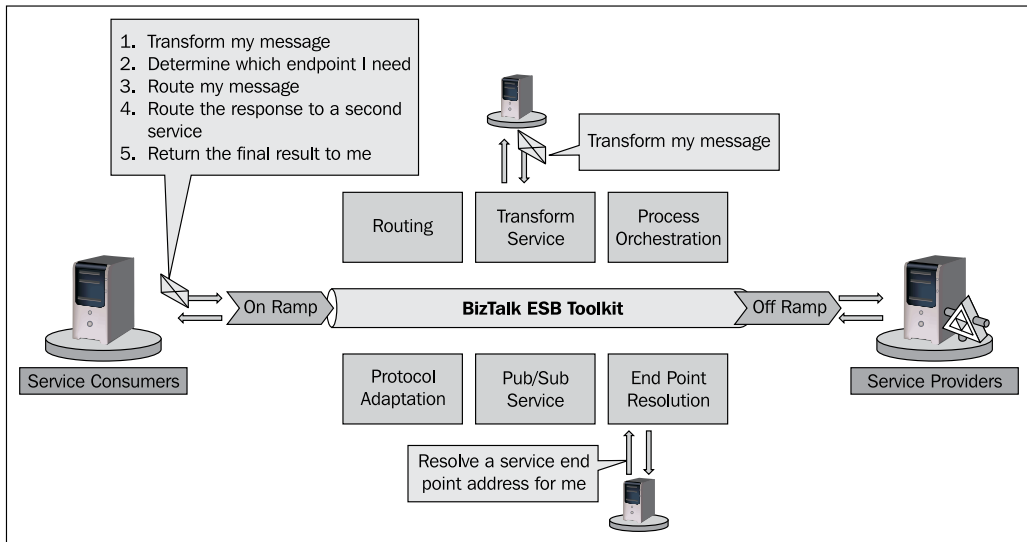 1. Transform my message
2. Determine which endpoint I need
3. Route my message
4. Route the response to a second
service
5. Return the final result to me
Transform my message
Routing
Transform
Service
Process
Orchestration
On Ramp
BizTalk ESB Toolkit
Off Ramp
Service Consumers
Service Providers
Protocol
Adaptation
Pub/Sub
Service
End Point
Resolution
Resolve a service end
point address for me